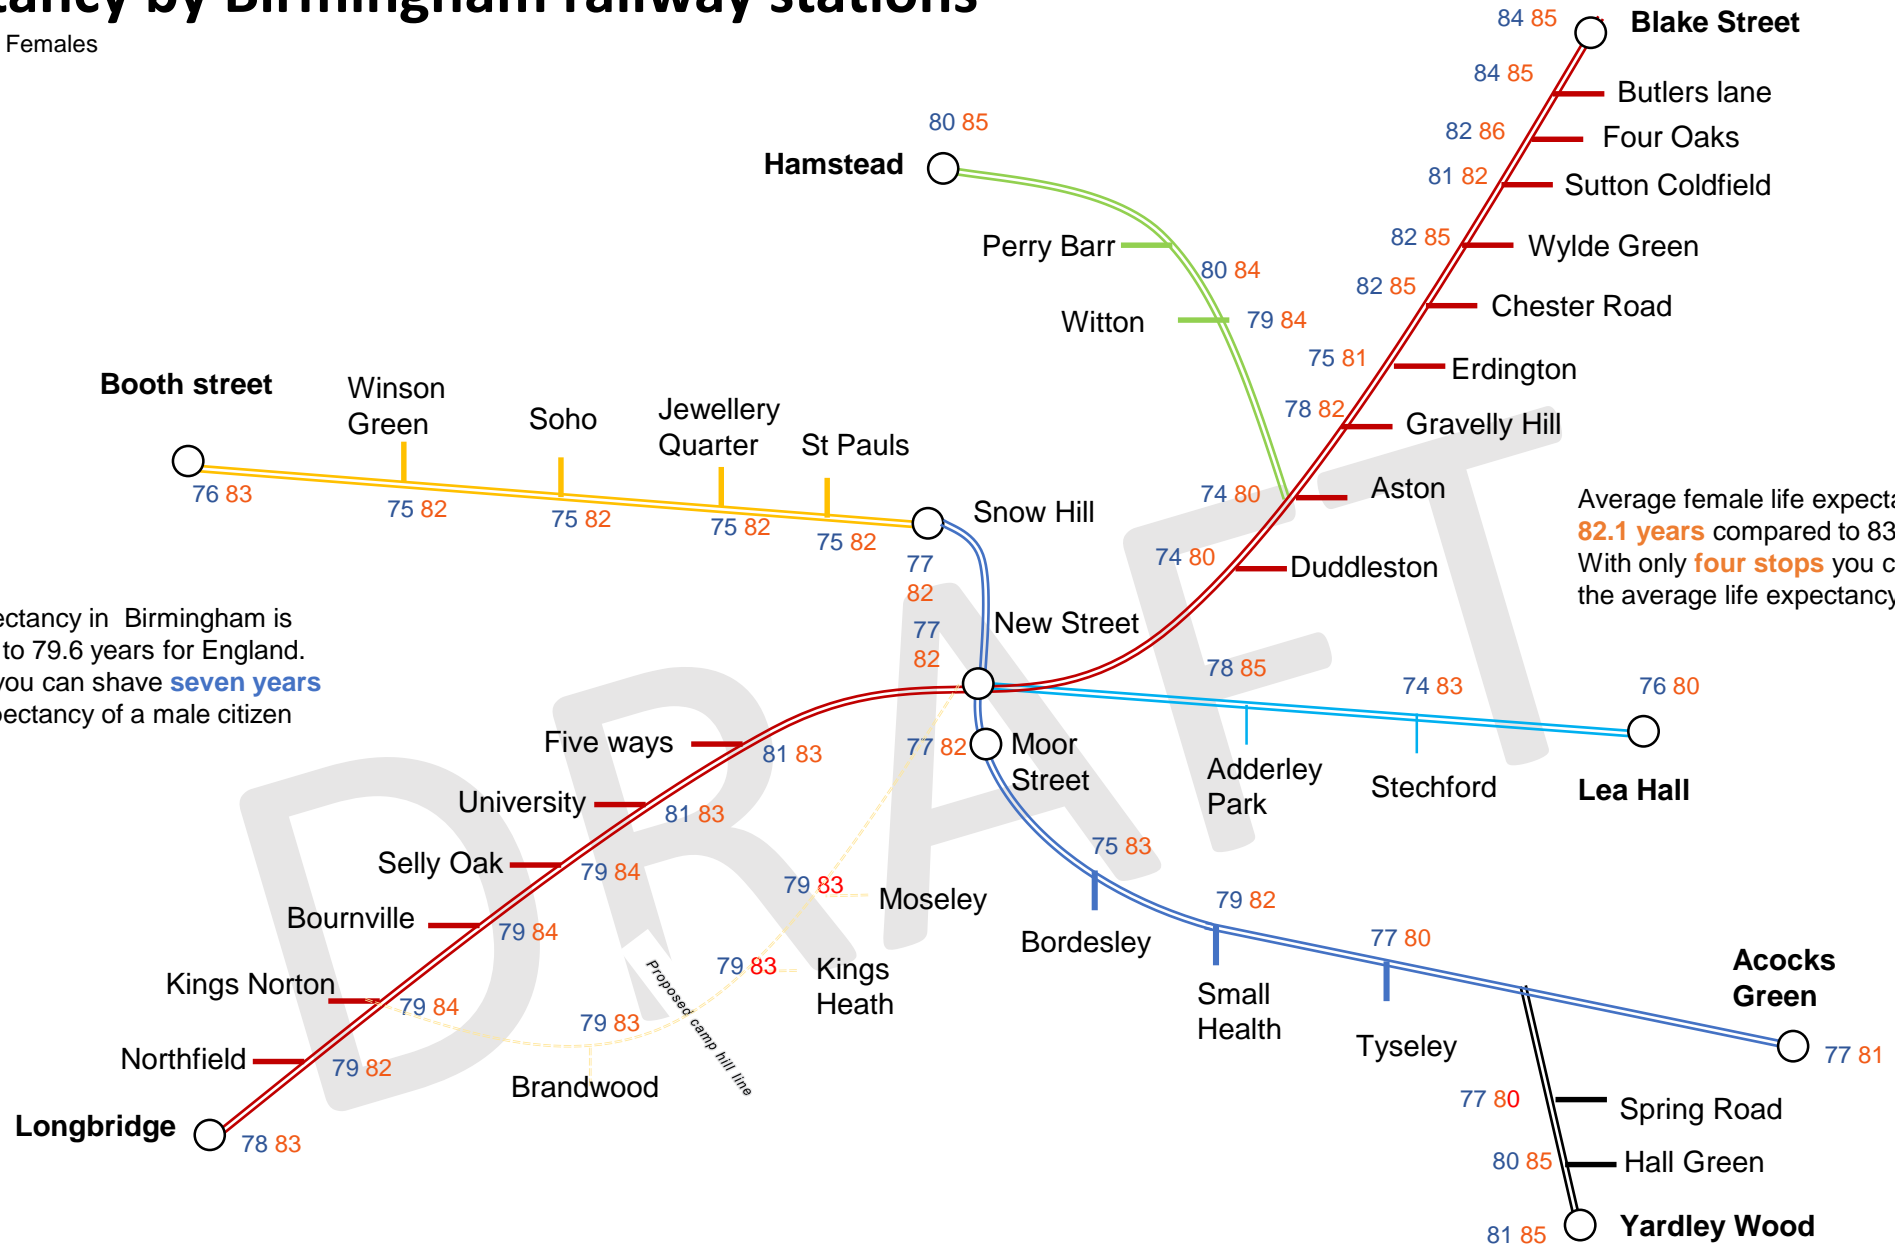 tancy by Birmingham railway stations
Females
84 85
Blake Street
84 85
Butlers lane
82 86
Four Oaks
81 82
Sutton Coldfield
82 85
Wylde Green
82 85
Chester Road
75 81
Erdington
78 82
Gravelly Hill
74 80
Aston
74 80
Duddleston
80 85
Hamstead
Perry Barr
80 84
Witton
79 84
Booth street
76 83
Winson
Green
75 82
Soho
75 82
Jewellery
Quarter
75 82
St Pauls
75 82
Snow Hill
77
82
New Street
77
82
Average female life expecta
82.1 years compared to 83
With only four stops you c
the average life expectancy
ectancy in Birmingham is
to 79.6 years for England.
you can shave seven years
pectancy of a male citizen
78 85
Adderley
Park
74 83
Stechford
76 80
Lea Hall
77 82
Moor
Street
Five ways
81 83
University
81 83
Selly Oak
79 84
Bournville
79 84
Kings Norton
79 84
Northfield
79 82
Longbridge
78 83
79 83
Moseley
79 83
Kings
Heath
79 83
Brandwood
Proposed camp hill line
75 83
Bordesley
79 82
Small
Health
77 80
Tyseley
Acocks
Green
77 81
77 80
Spring Road
80 85
Hall Green
81 85
Yardley Wood
DRAFT